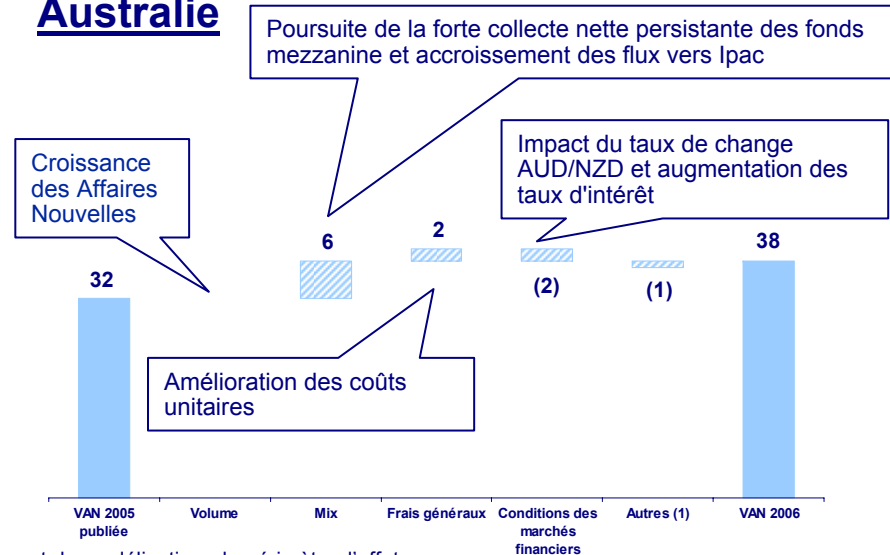 Australie
Poursuite de la forte collecte nette persistante des fonds
mezzanine et accroissement des flux vers Ipac
Croissance
des Affaires
Nouvelles
Impact du taux de change
AUD/NZD et augmentation des
taux d'intérêt
32
6
2
(2)
(1)
38
Amélioration des coûts
unitaires
VAN 2005
publiée
Volume
Mix
Frais généraux
Conditions des
marchés
financiers
Autres (1)
VAN 2006